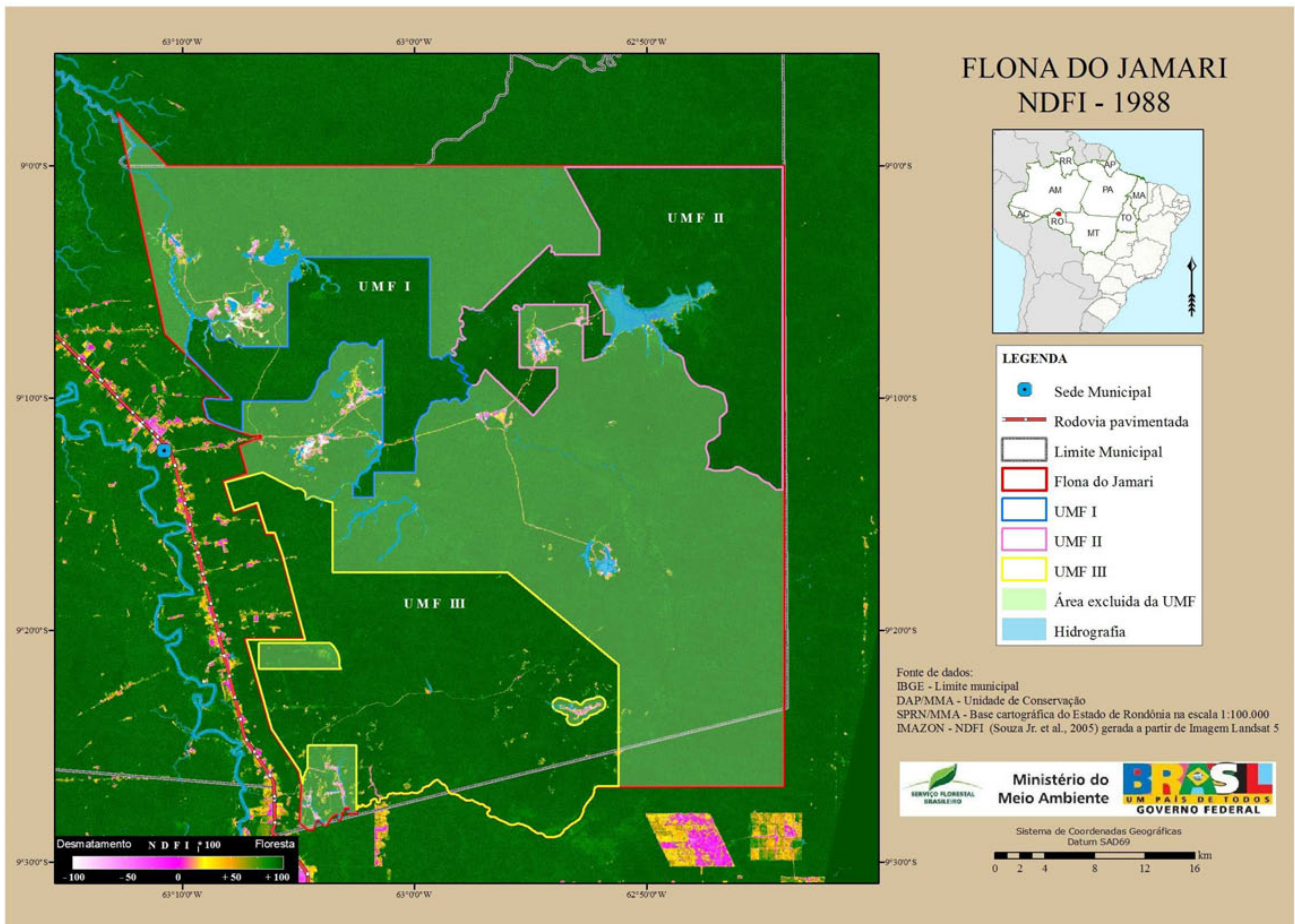 FLONA DO JAMARI
NDFI - 1988
63°10'0"W
63°0'0"W
62°50'0"W
9°0'0"S
9°0'0"S
9°10'0"S
9°10'0"S
9°20'0"S
9°20'0"S
9°30'0"S
9°30'0"S
63°10'0"W
63°0'0"W
62°50'0"W
UMF II
UMF I
UMF III
Desmatamento N D F I * 100 Floresta
-100 -50 0 +50 +100
RR
AP
AM
PA
MA
AC
RO
TO
MT
LEGENDA
Sede Municipal
Rodovia pavimentada
Limite Municipal
Flona do Jamari
UMF I
UMF II
UMF III
Área excluida da UMF
Hidrografia
Fonte de dados:
IBGE - Limite municipal
DAP/MMA - Unidade de Conservação
SPRN/MMA - Base cartográfica do Estado de Rondônia na escala 1:100.000
IMAZON - NDFI (Souza Jr. et al., 2005) gerada a partir de Imagem Landsat 5
SERVIÇO FLORESTAL
BRASILEIRO
Ministério do
Meio Ambiente
BRASIL
UM PAÍS DE TODOS
GOVERNO FEDERAL
Sistema de Coordenadas Geográficas
Datum SAD69
km
0 2 4 8 12 16